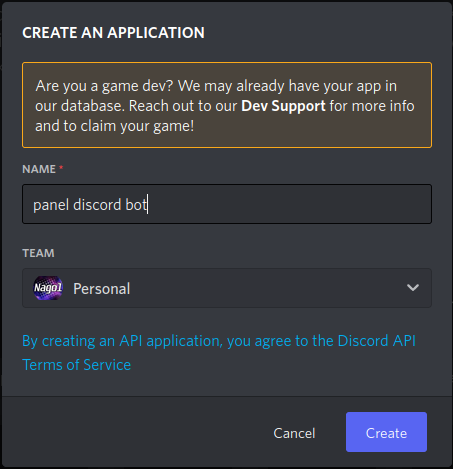 CREATE AN APPLICATION
Are you a game dev? We may already have your app in
our database. Reach out to our Dev Support for more info
and to claim your game!
NAME *
panel discord bot
TEAM
Nago1
Personal
By creating an API application, you agree to the Discord API
Terms of Service
Cancel
Create